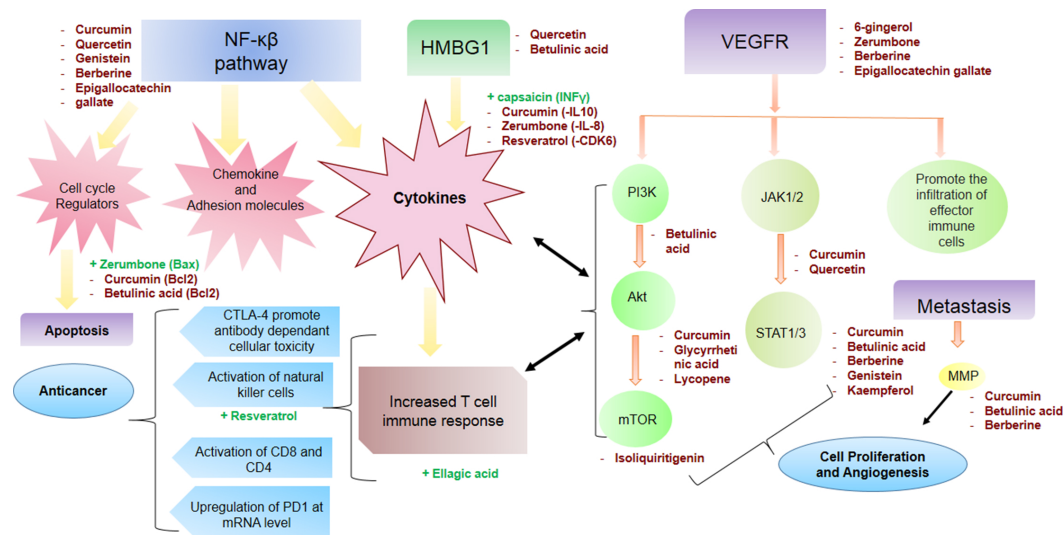 - Curcumin
- Quercetin
- Genistein
- Berberine
- Epigallocatechin
- gallate
NF-κβ
pathway
HMBG1
- Quercetin
- Betulinic acid
VEGFR
- 6-gingerol
- Zerumbone
- Berberine
- Epigallocatechin gallate
+ capsaicin (INFγ)
- Curcumin (-IL10)
- Zerumbone (-IL-8)
- Resveratrol (-CDK6)
Cell cycle
Regulators
Chemokine
and
Adhesion molecules
Cytokines
PI3K
JAK1/2
Promote the
infiltration of
effector
immune
cells
- Betulinic
acid
- Curcumin
- Quercetin
+ Zerumbone (Bax)
- Curcumin (Bcl2)
- Betulinic acid (Bcl2)
Apoptosis
Anticancer
CTLA-4 promote
antibody dependant
cellular toxicity
Activation of natural
killer cells
+ Resveratrol
Activation of CD8 and
CD4
Upregulation of PD1 at
mRNA level
Increased T cell
immune response
+ Ellagic acid
Akt
- Curcumin
- Glycyrrheti
nic acid
- Lycopene
mTOR
- Isoliquiritigenin
STAT1/3
- Curcumin
- Betulinic acid
- Berberine
- Genistein
- Kaempferol
Metastasis
MMP
- Curcumin
- Betulinic acid
- Berberine
Cell Proliferation
and Angiogenesis